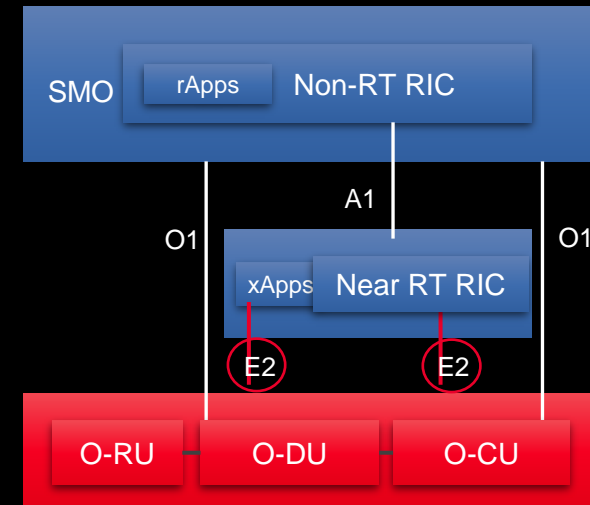 SMO
rApps
Non-RT RIC
A1
O1
O1
xApps
Near RT RIC
E2
E2
O-RU
O-DU
O-CU